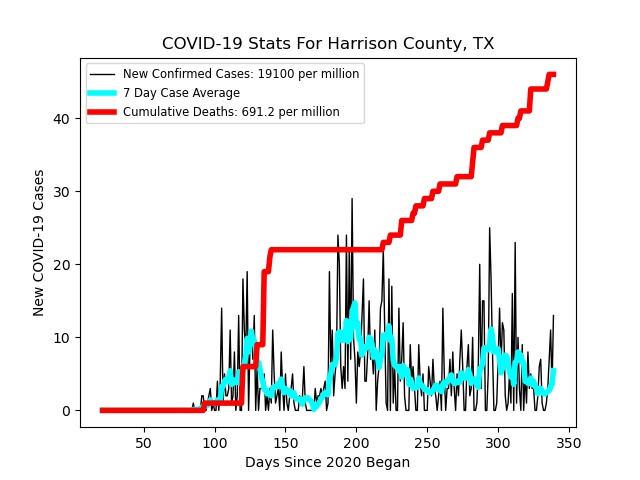 COVID-19 Stats For Harrison County, TX
New Confirmed Cases: 19100 per million
7 Day Case Average
Cumulative Deaths: 691.2 per million
New COVID-19 Cases
40
30
20
10
0
50 100 150 200 250 300 350
Days Since 2020 Began